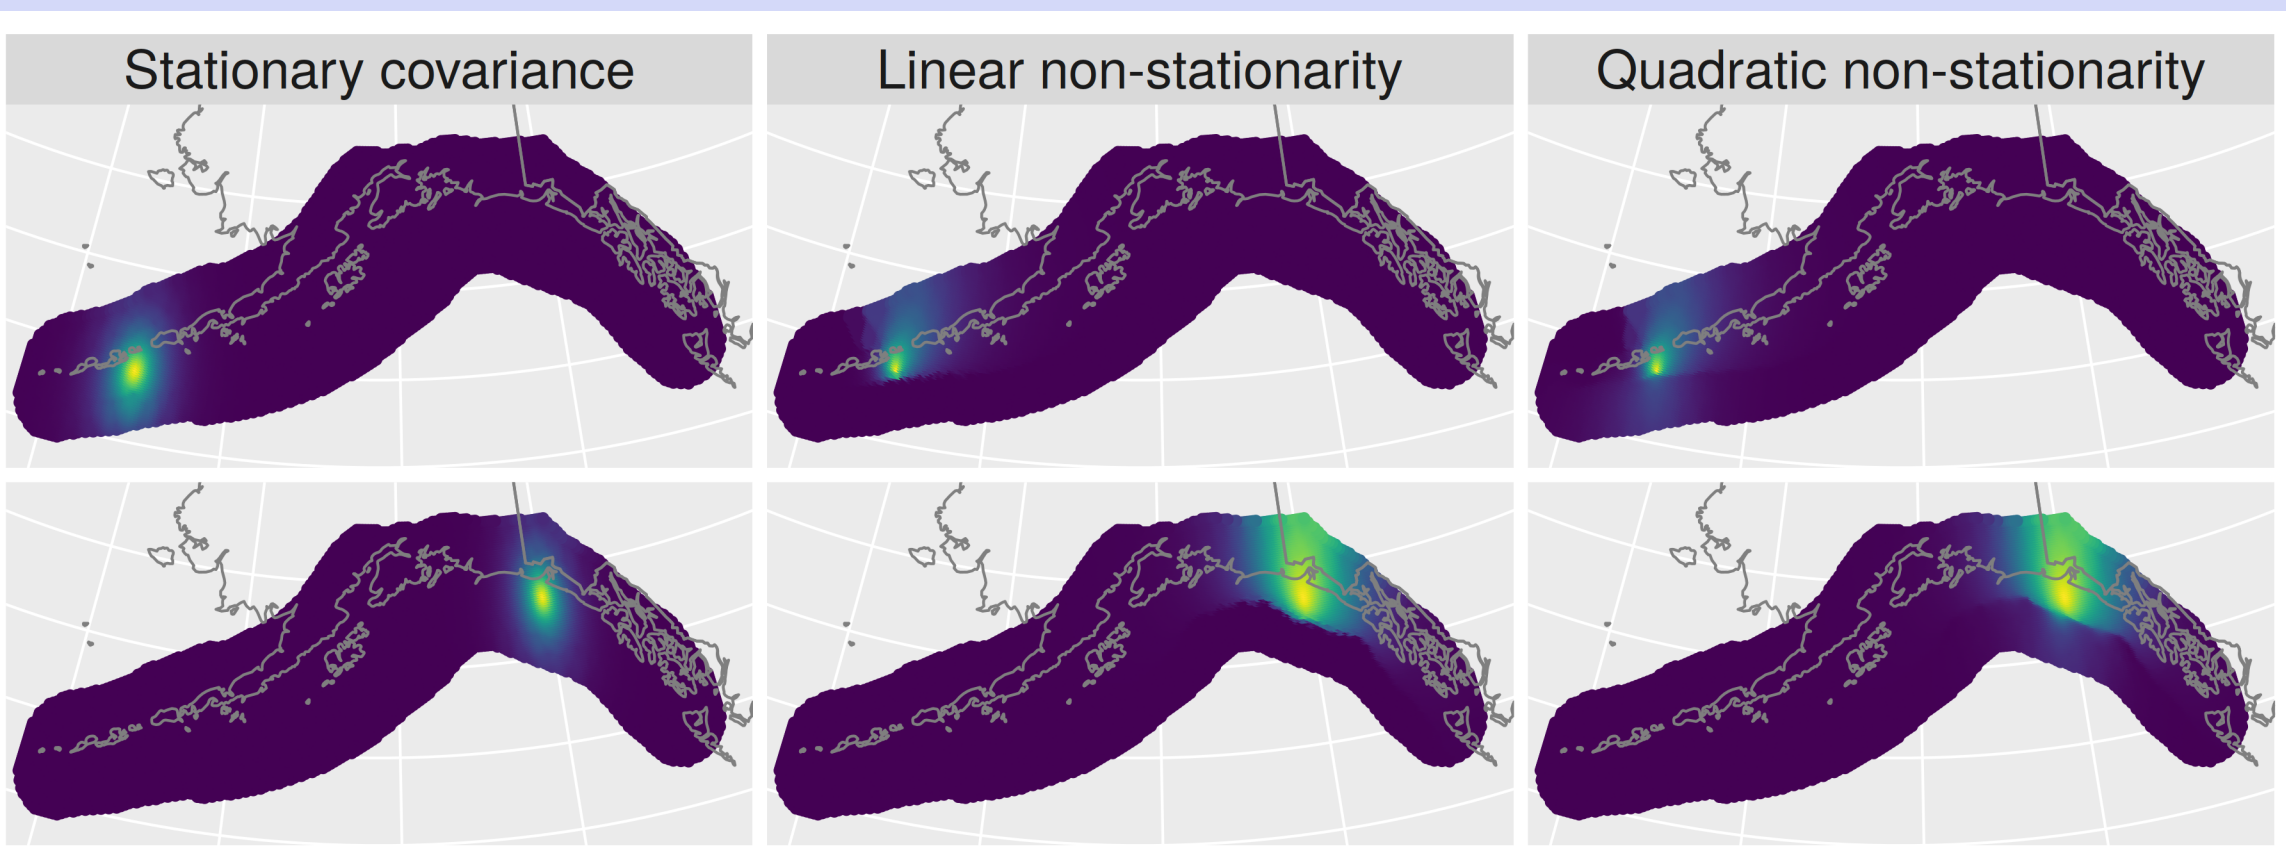 Stationary covariance
Linear non-stationarity
Quadratic non-stationarity